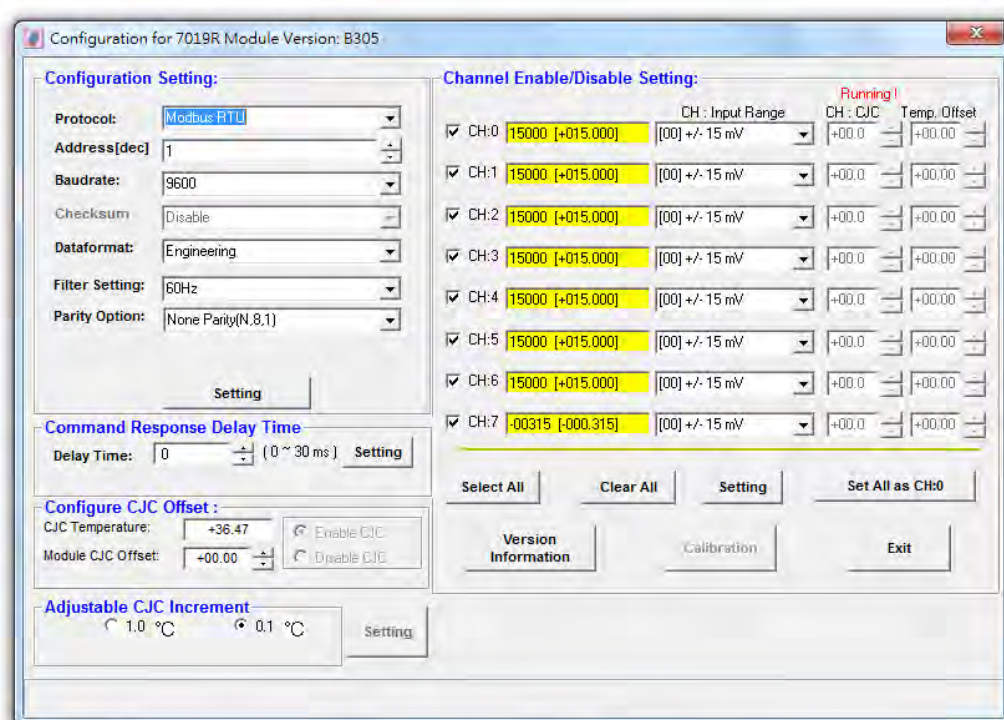 Configuration for 7019R Module Version: B305
Configuration Setting:
Protocol: Modbus RTU
Address[dec] 1
Baudrate: 9600
Checksum Disable
Dataformat: Engineering
Filter Setting: 60Hz
Parity Option: None Parity(N,8,1)
Setting
Command Response Delay Time
Delay Time: 0 ( 0 ~ 30 ms ) Setting
Configure CJC Offset :
CJC Temperature: +36.47
Module CJC Offset: +00.00
Enable CJC
Disable CJC
Adjustable CJC Increment
1.0 °C 0.1 °C
Setting
Channel Enable/Disable Setting:
Running !
CH : Input Range CH : CJC Temp. Offset
CH:0 15000 [+015.000] [00] +/- 15 mV +00.0 +00.00
CH:1 15000 [+015.000] [00] +/- 15 mV +00.0 +00.00
CH:2 15000 [+015.000] [00] +/- 15 mV +00.0 +00.00
CH:3 15000 [+015.000] [00] +/- 15 mV +00.0 +00.00
CH:4 15000 [+015.000] [00] +/- 15 mV +00.0 +00.00
CH:5 15000 [+015.000] [00] +/- 15 mV +00.0 +00.00
CH:6 15000 [+015.000] [00] +/- 15 mV +00.0 +00.00
CH:7 -00315 [-000.315] [00] +/- 15 mV +00.0 +00.00
Select All Clear All Setting Set All as CH:0
Version Information
Calibration
Exit